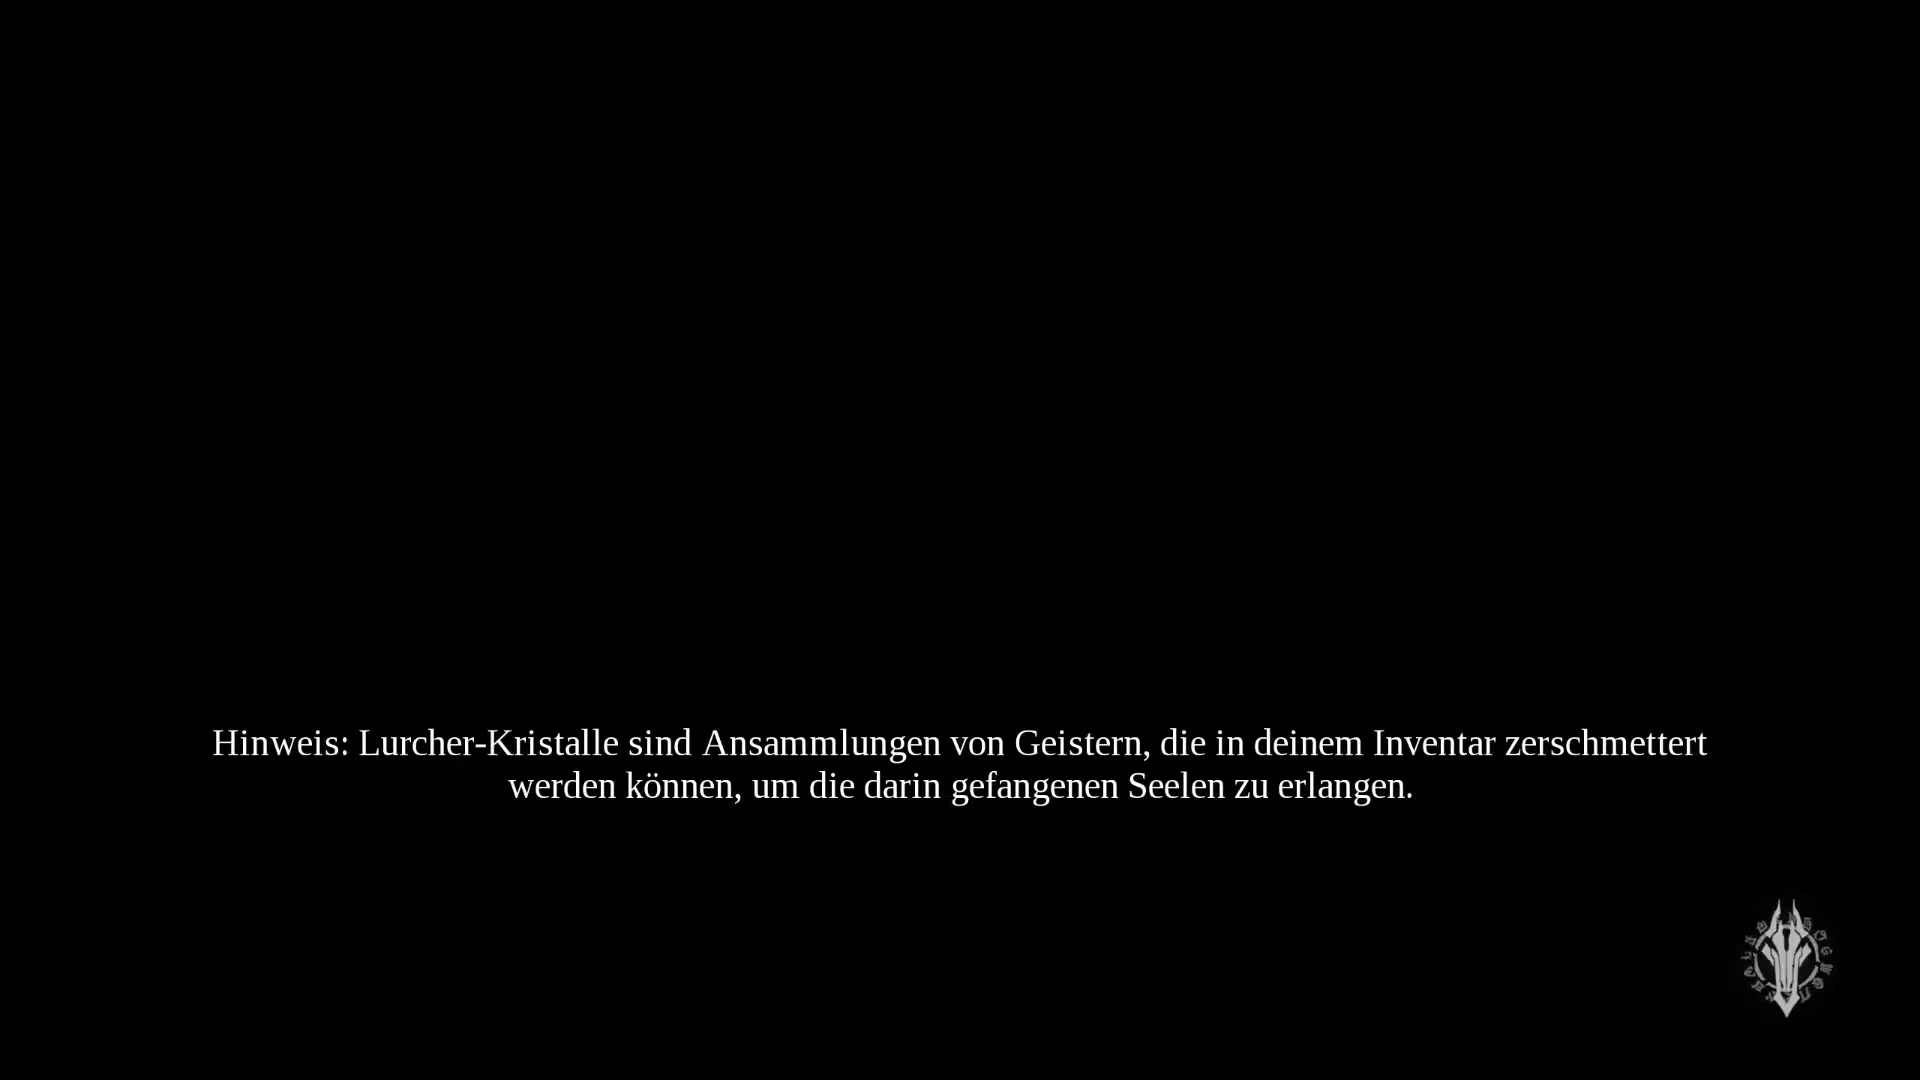 Hinweis: Lurcher-Kristalle sind Ansammlungen von Geistern, die in deinem Inventar zerschmettert
werden können, um die darin gefangenen Seelen zu erlangen.